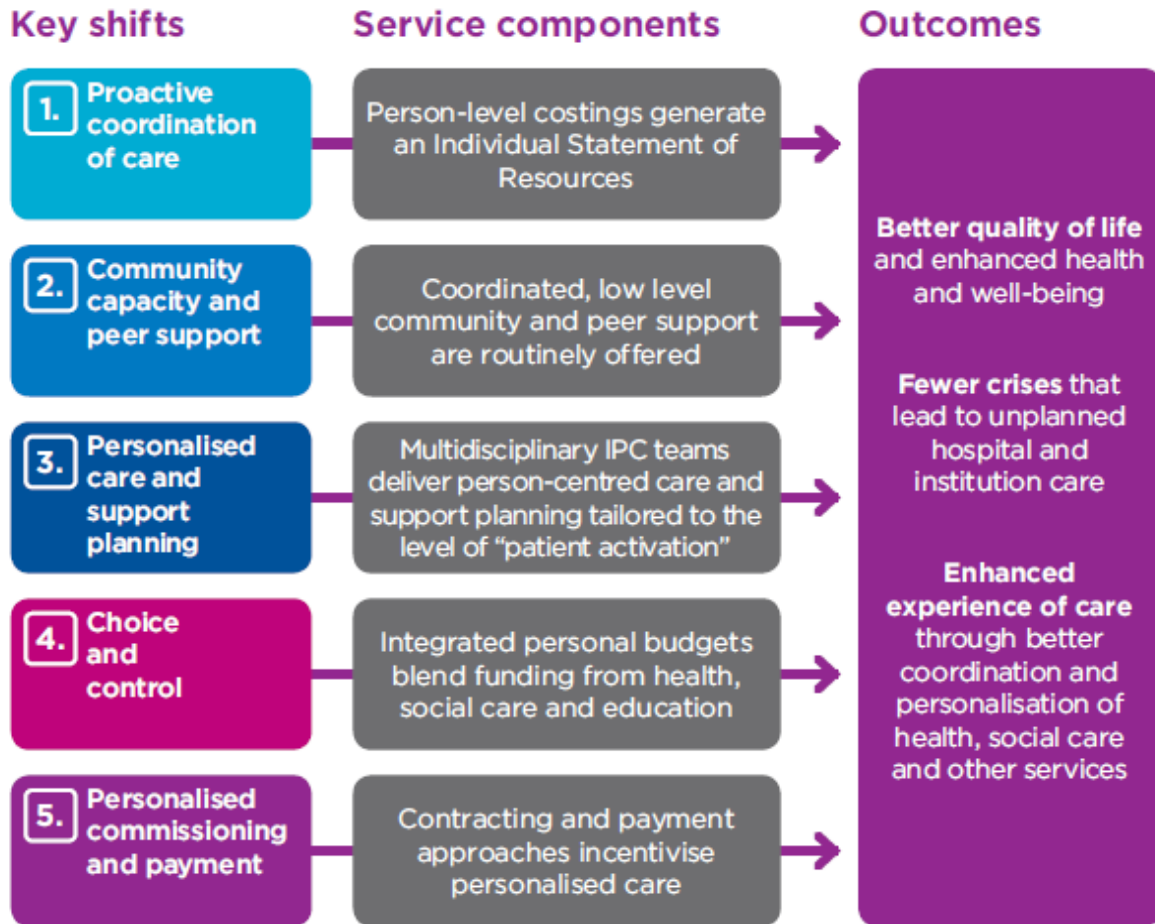 Key shifts
Service components
Outcomes
1.
Proactive
coordination
of care
Person-level costings generate
an Individual Statement of
Resources
2.
Community
capacity and
peer support
Coordinated, low level
community and peer support
are routinely offered
3.
Personalised
care and
support
planning
Multidisciplinary IPC teams
deliver person-centred care and
support planning tailored to the
level of “patient activation”
4.
Choice
and
control
Integrated personal budgets
blend funding from health,
social care and education
5.
Personalised
commissioning
and payment
Contracting and payment
approaches incentivise
personalised care
Better quality of life
and enhanced health
and well-being
Fewer crises that
lead to unplanned
hospital and
institution care
Enhanced
experience of care
through better
coordination and
personalisation of
health, social care
and other services